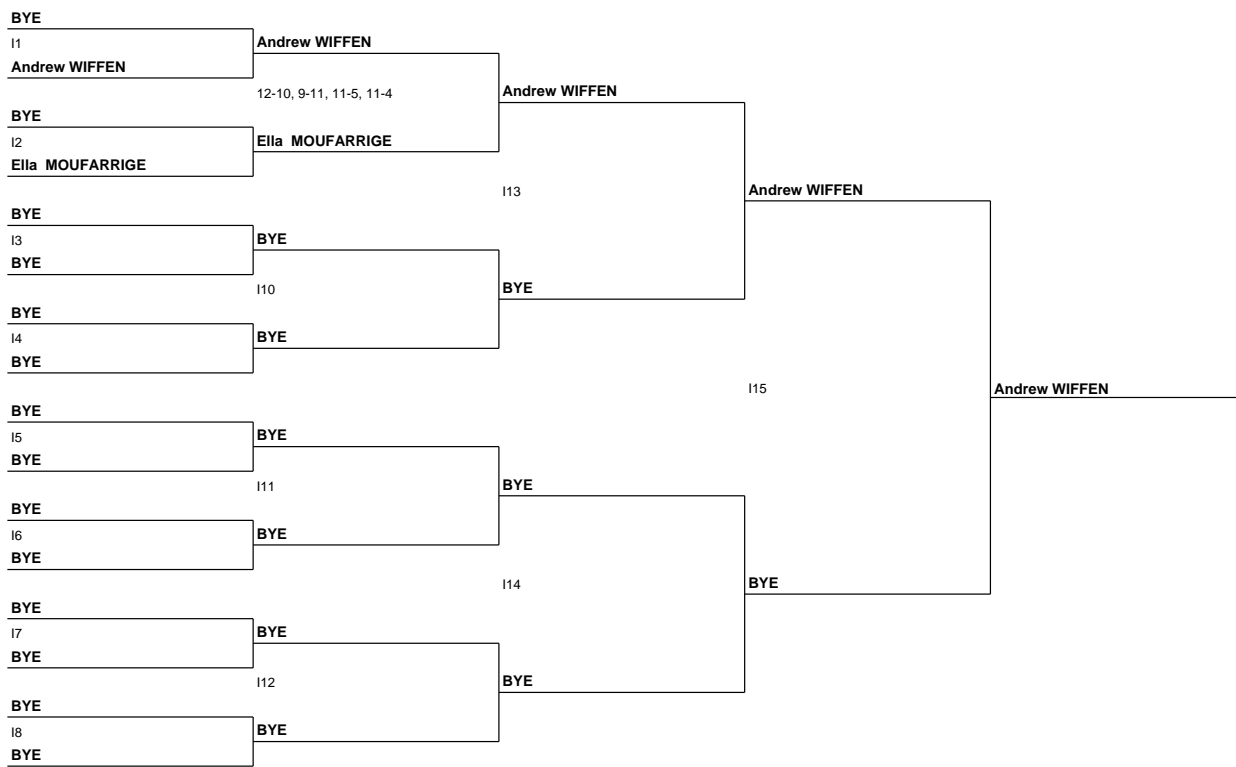 BYE
I1
Andrew WIFFEN
Andrew WIFFEN
12-10, 9-11, 11-5, 11-4
Andrew WIFFEN
BYE
I2
Ella MOUFARRIGE
Ella MOUFARRIGE
I13
Andrew WIFFEN
BYE
I3
BYE
BYE
I10
BYE
BYE
I4
BYE
BYE
I15
Andrew WIFFEN
BYE
I5
BYE
BYE
I11
BYE
BYE
I6
BYE
BYE
I14
BYE
BYE
I7
BYE
BYE
I12
BYE
BYE
I8
BYE
BYE